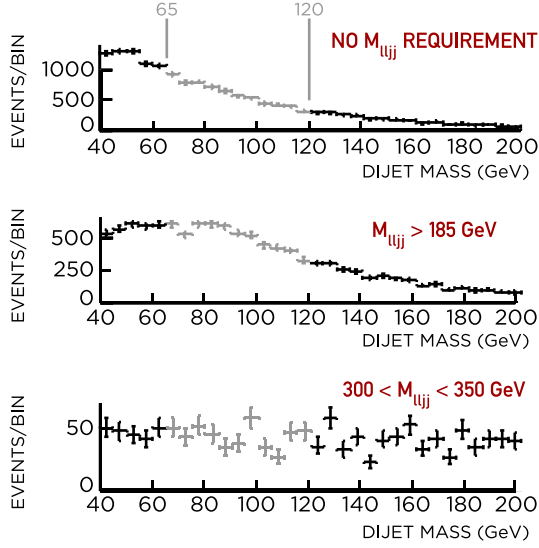 65 120
NO Mlljj REQUIREMENT
EVENTS/BIN
1000
500
0
40 60 80 100 120 140 160 180 200
DIJET MASS (GeV)
Mlljj > 185 GeV
EVENTS/BIN
500
250
0
40 60 80 100 120 140 160 180 200
DIJET MASS (GeV)
300 < Mlljj < 350 GeV
EVENTS/BIN
50
0
40 60 80 100 120 140 160 180 200
DIJET MASS (GeV)